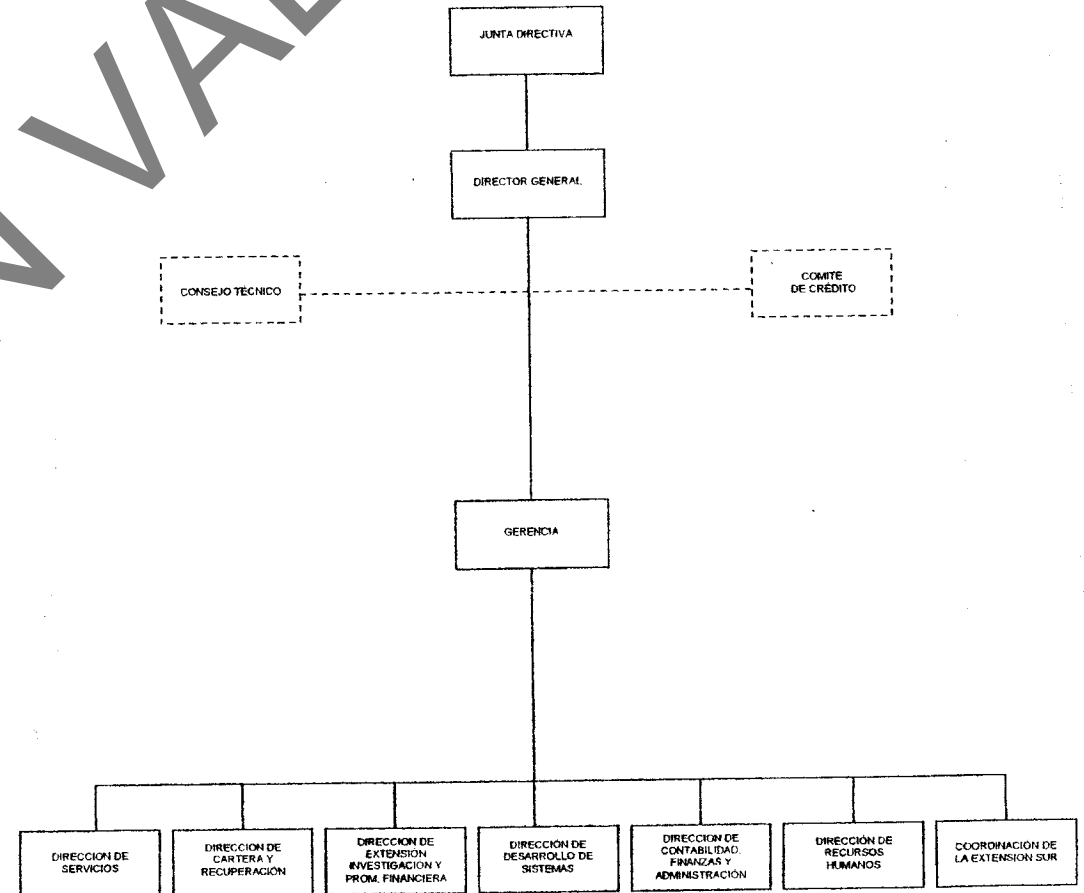 JUNTA DIRECTIVA
DIRECTOR GENERAL
CONSEJO TÉCNICO
COMITE
DE CRÉDITO
GERENCIA
DIRECCION DE
SERVICIOS
DIRECCION DE
CARTERA Y
RECUPERACIÓN
DIRECCION DE
EXTENSIÓN
INVESTIGACION Y
PROM. FINANCIERA
DIRECCIÓN DE
DESARROLLO DE
SISTEMAS
DIRECCION DE
CONTABILIDAD,
FINANZAS Y
ADMINISTRACIÓN
DIRECCIÓN DE
RECURSOS
HUMANOS
COORDINACIÓN DE
LA EXTENSION SUR